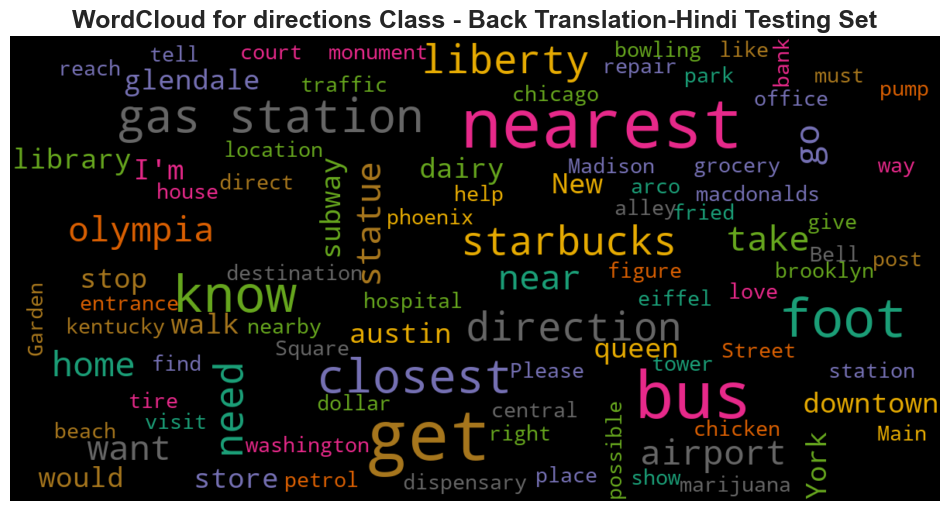 WordCloud for directions Class - Back Translation-Hindi Testing Set
tell court monument liberty bowling like bank
reach glendale traffic repair park must pump
gas station chicago nearest office go
library I'm location dairy Madison grocery way
house direct subway statue help New arco macdonalds
olympia phoenix starbucks alley fried take give
stop destination near figure Bell brooklyn post
Garden entrance know hospital eiffel love foot
kentucky walk nearby austin direction queen
home find Square closest Please tower Street station
need tire dollar central bus downtown
beach visit washington get right possible chicken Main
want airport York
would store petrol dispensary place show marijuana